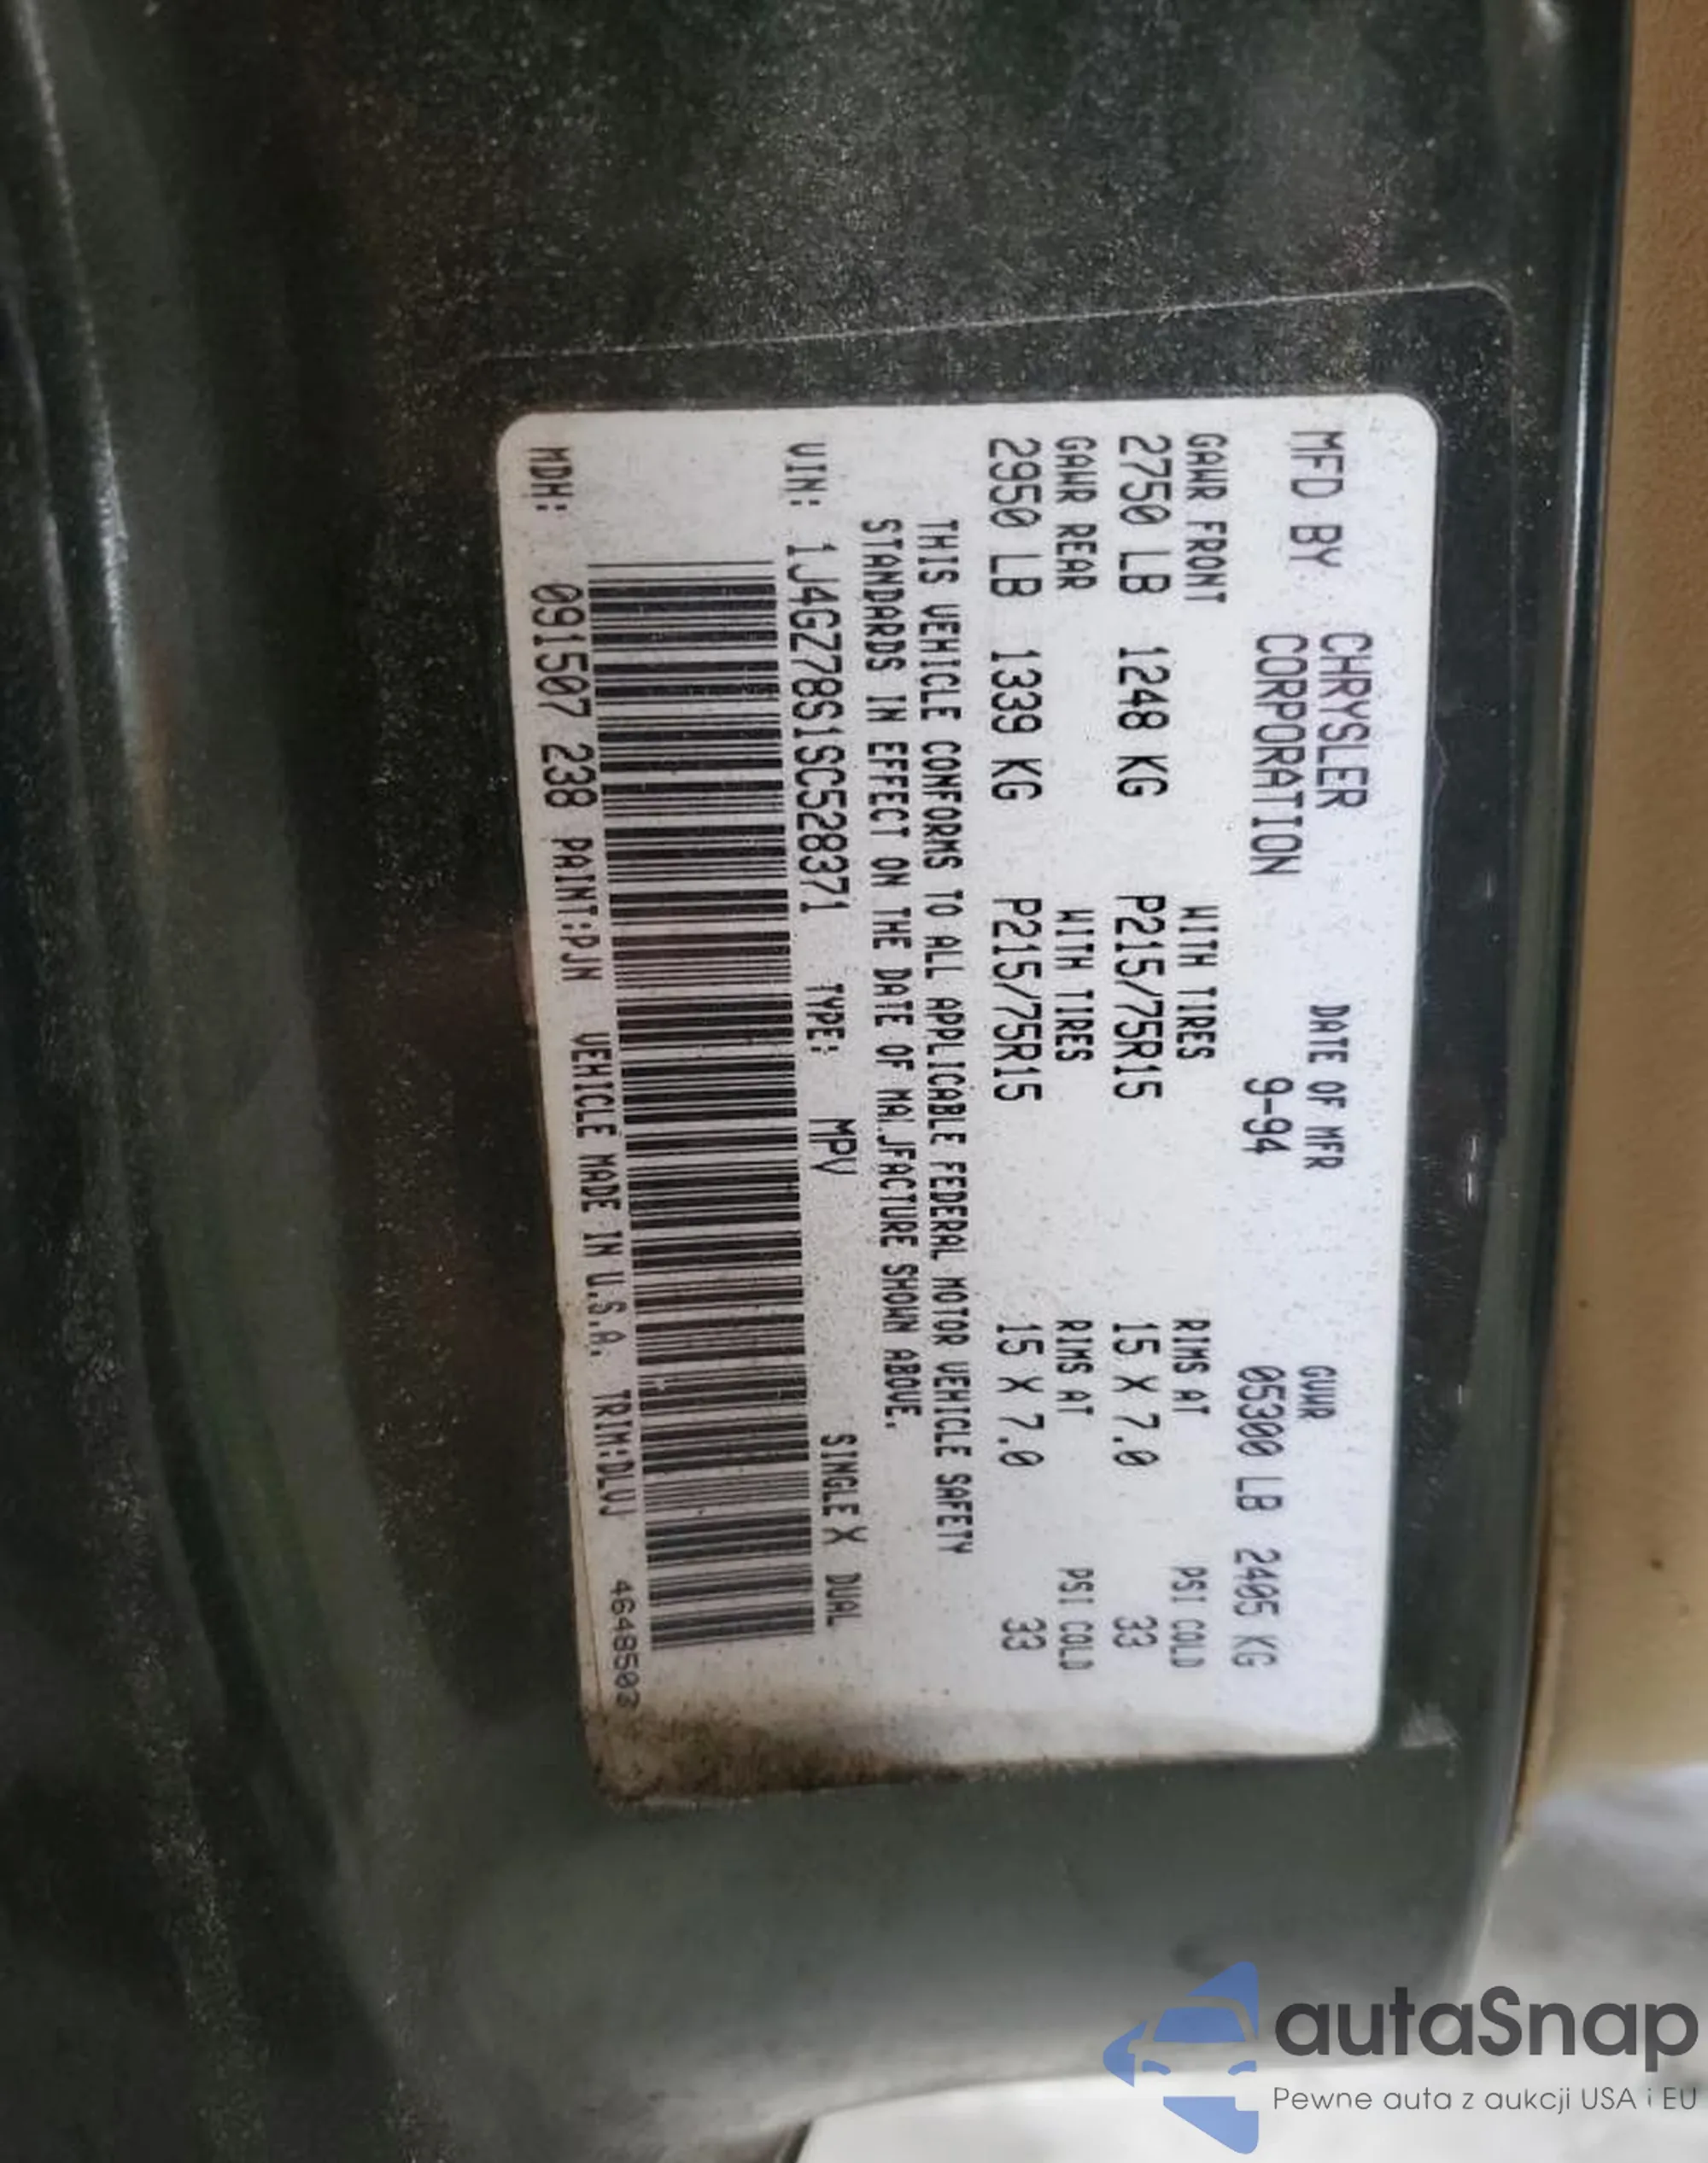 MFD BY CHRYSLER CORPORATION DATE OF MFR 9-94 GVWR 05300 LB 2405 KG
GAWR FRONT WITH TIRES RIMS AT PSI COLD
2750 LB 1248 KG P215/75R15 15 X 7.0 33
GAWR REAR WITH TIRES RIMS AT PSI COLD
2950 LB 1339 KG P215/75R15 15 X 7.0 33
THIS VEHICLE CONFORMS TO ALL APPLICABLE FEDERAL MOTOR VEHICLE SAFETY
STANDARDS IN EFFECT ON THE DATE OF MANUFACTURE SHOWN ABOVE.
VIN: 1J4GZ78S1SC528371 TYPE: MPV SINGLE X DUAL
MDH: 091507 238 PAINT:PJN VEHICLE MADE IN U.S.A. TRIM:DLVJ 4648503
autaSnap
Pewne auta z aukcji USA i EU